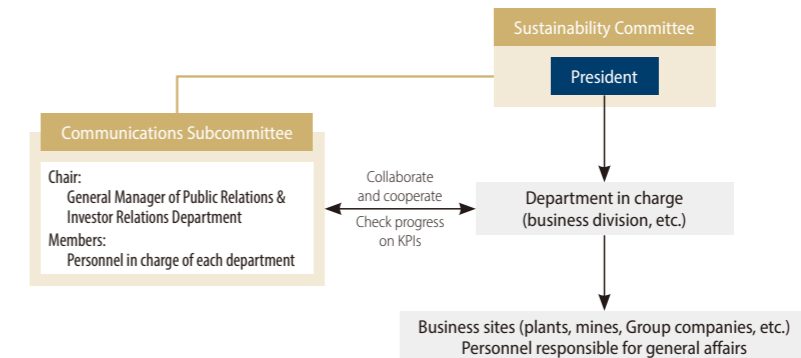 Sustainability Committee
President
Communications Subcommittee
Chair:
General Manager of Public Relations &
Investor Relations Department
Members:
Personnel in charge of each department
Collaborate
and cooperate
Check progress
on KPIs
Department in charge
(business division, etc.)
Business sites (plants, mines, Group companies, etc.)
Personnel responsible for general affairs